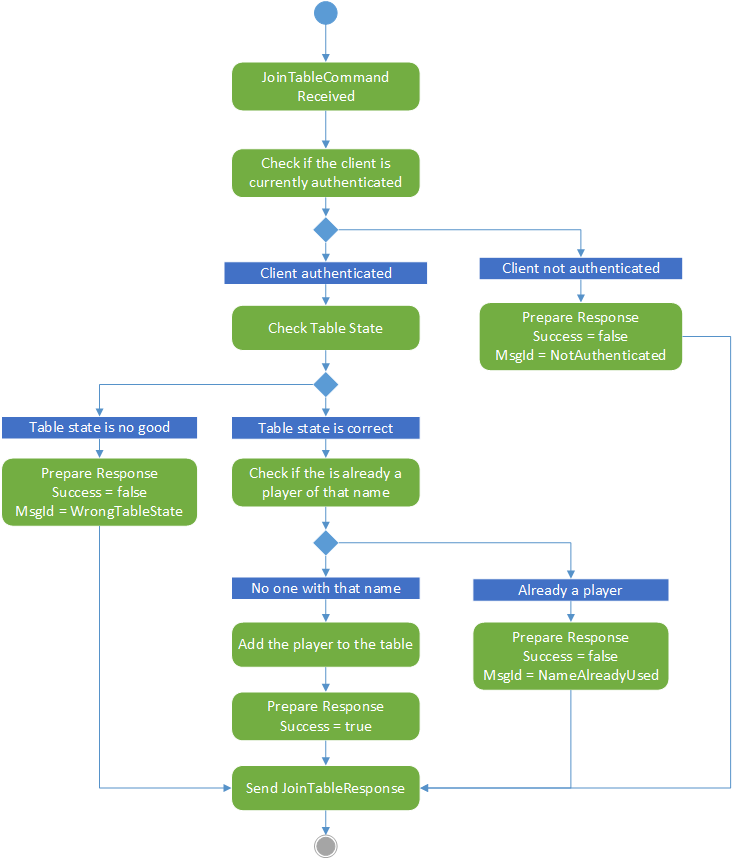 JoinTableCommand
Received
Check if the client is
currently authenticated
Client authenticated
Client not authenticated
Prepare Response
Success = false
MsgId = NotAuthenticated
Check Table State
Table state is no good
Table state is correct
Prepare Response
Success = false
MsgId = WrongTableState
Check if the is already a
player of that name
No one with that name
Already a player
Add the player to the table
Prepare Response
Success = false
MsgId = NameAlreadyUsed
Prepare Response
Success = true
Send JoinTableResponse